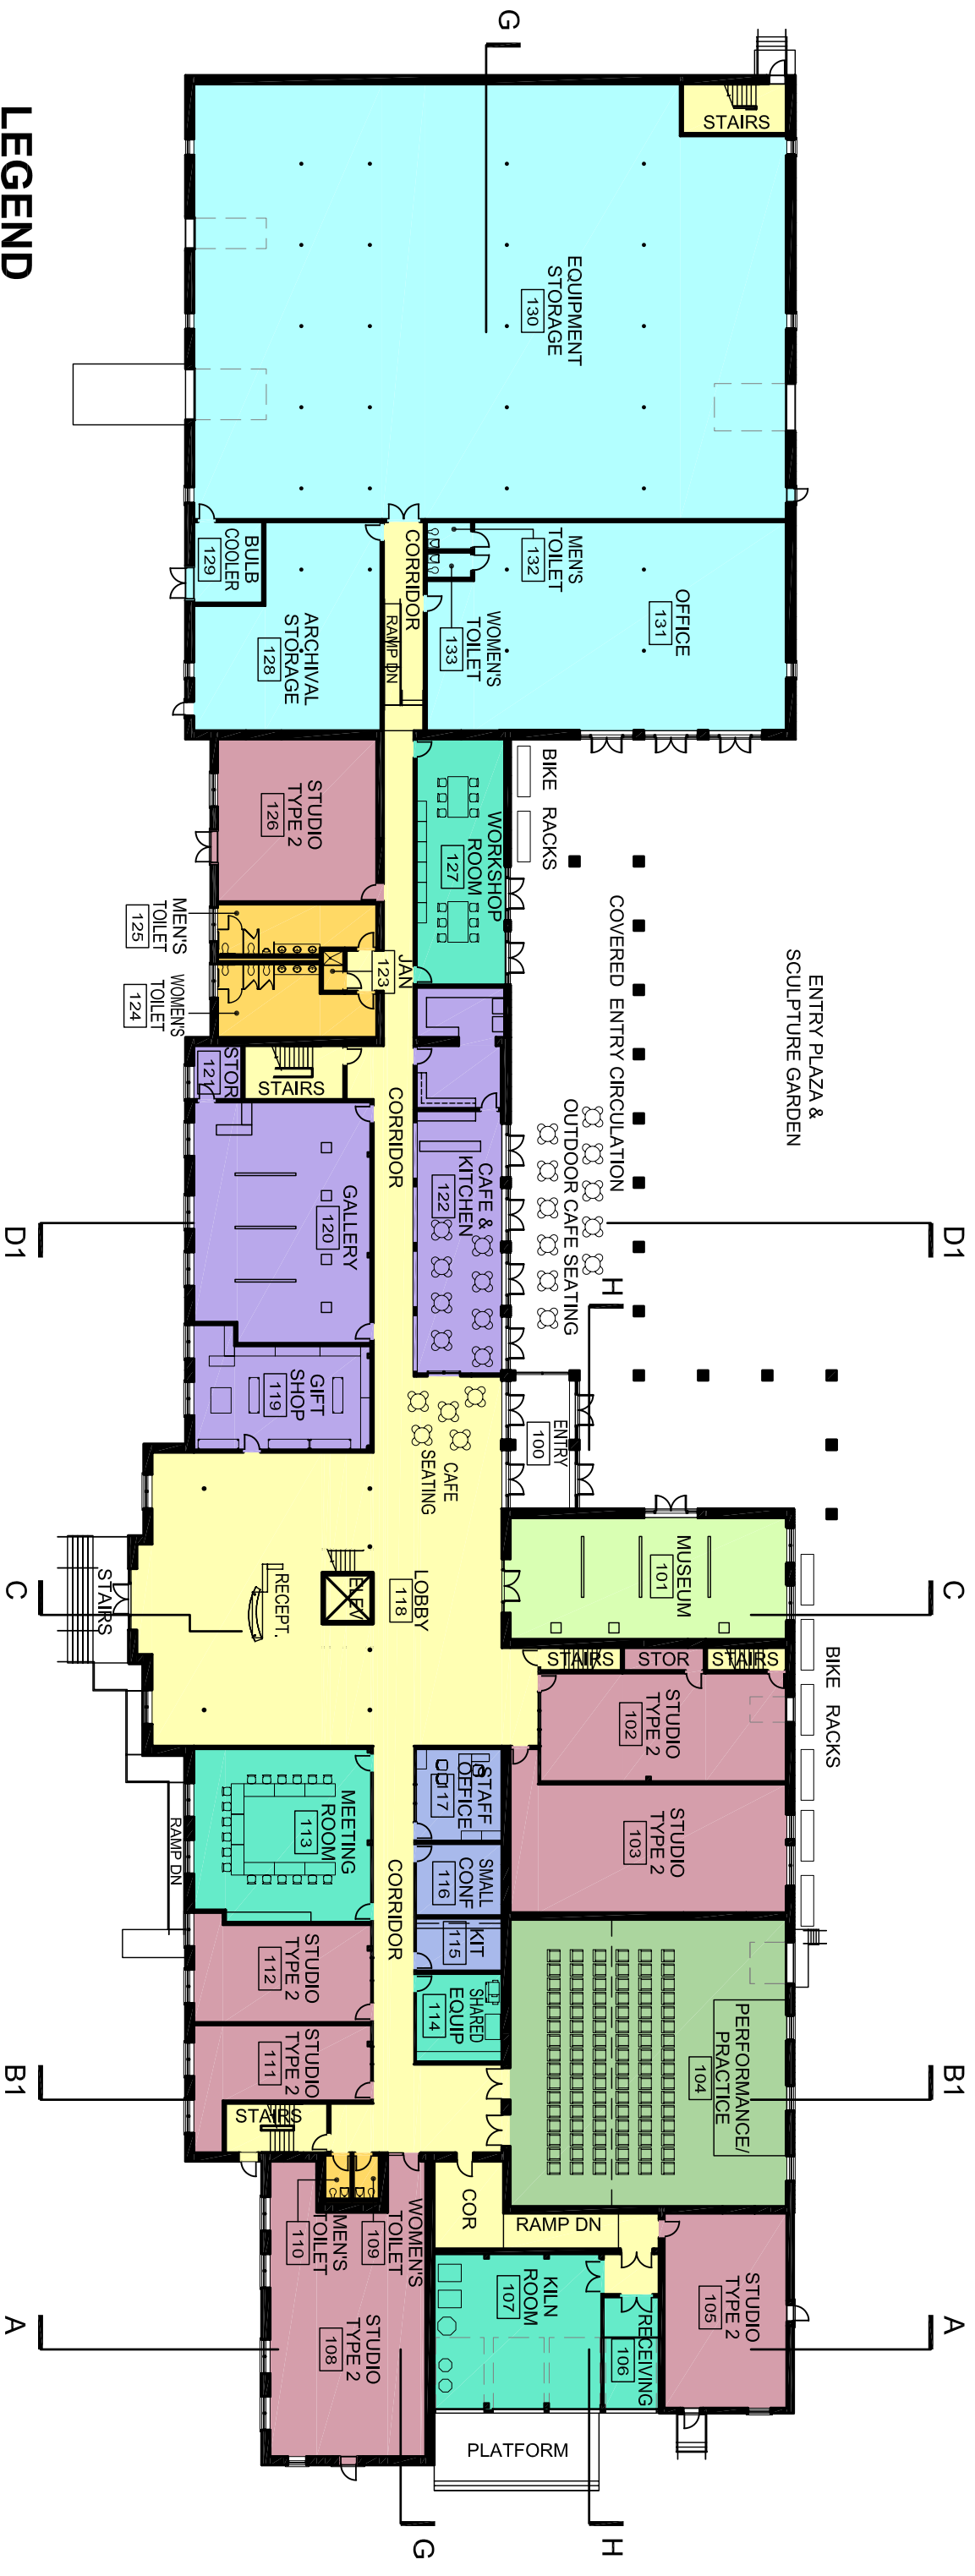 G
LEGEND
STAIRS
EQUIPMENT
STORAGE
130
BULB
COOLER
129
ARCHIVAL
STORAGE
128
CORRIDOR
RAMP DN
MEN'S
TOILET
132
WOMEN'S
TOILET
133
OFFICE
131
STUDIO
TYPE 2
126
WORKSHOP
ROOM
127
BIKE RACKS
COVERED ENTRY CIRCULATION
ENTRY PLAZA &
SCULPTURE GARDEN
MEN'S
TOILET
125
WOMEN'S
TOILET
124
JAN
123
STOR
121
STAIRS
CORRIDOR
CAFE &
KITCHEN
122
OUTDOOR CAFE SEATING
GALLERY
120
D1
D1
H
GIFT
SHOP
119
CAFE
SEATING
ENTRY
100
MUSEUM
101
LOBBY
118
ELEV
RECEPT.
STAIRS
C
C
STAIRS
STOR
STAIRS
BIKE RACKS
STUDIO
TYPE 2
102
STUDIO
TYPE 2
103
STAFF
OFFICE
117
SMALL
CONF
116
KIT
115
SHARED
EQUIP
114
MEETING
ROOM
113
RAMP DN
CORRIDOR
STUDIO
TYPE 2
112
STUDIO
TYPE 2
111
PERFORMANCE/
PRACTICE
104
B1
B1
STAIRS
MEN'S
TOILET
110
WOMEN'S
TOILET
109
COR
RAMP DN
STUDIO
TYPE 2
108
KILN
ROOM
107
RECEIVING
106
STUDIO
TYPE 2
105
A
A
PLATFORM
G
H